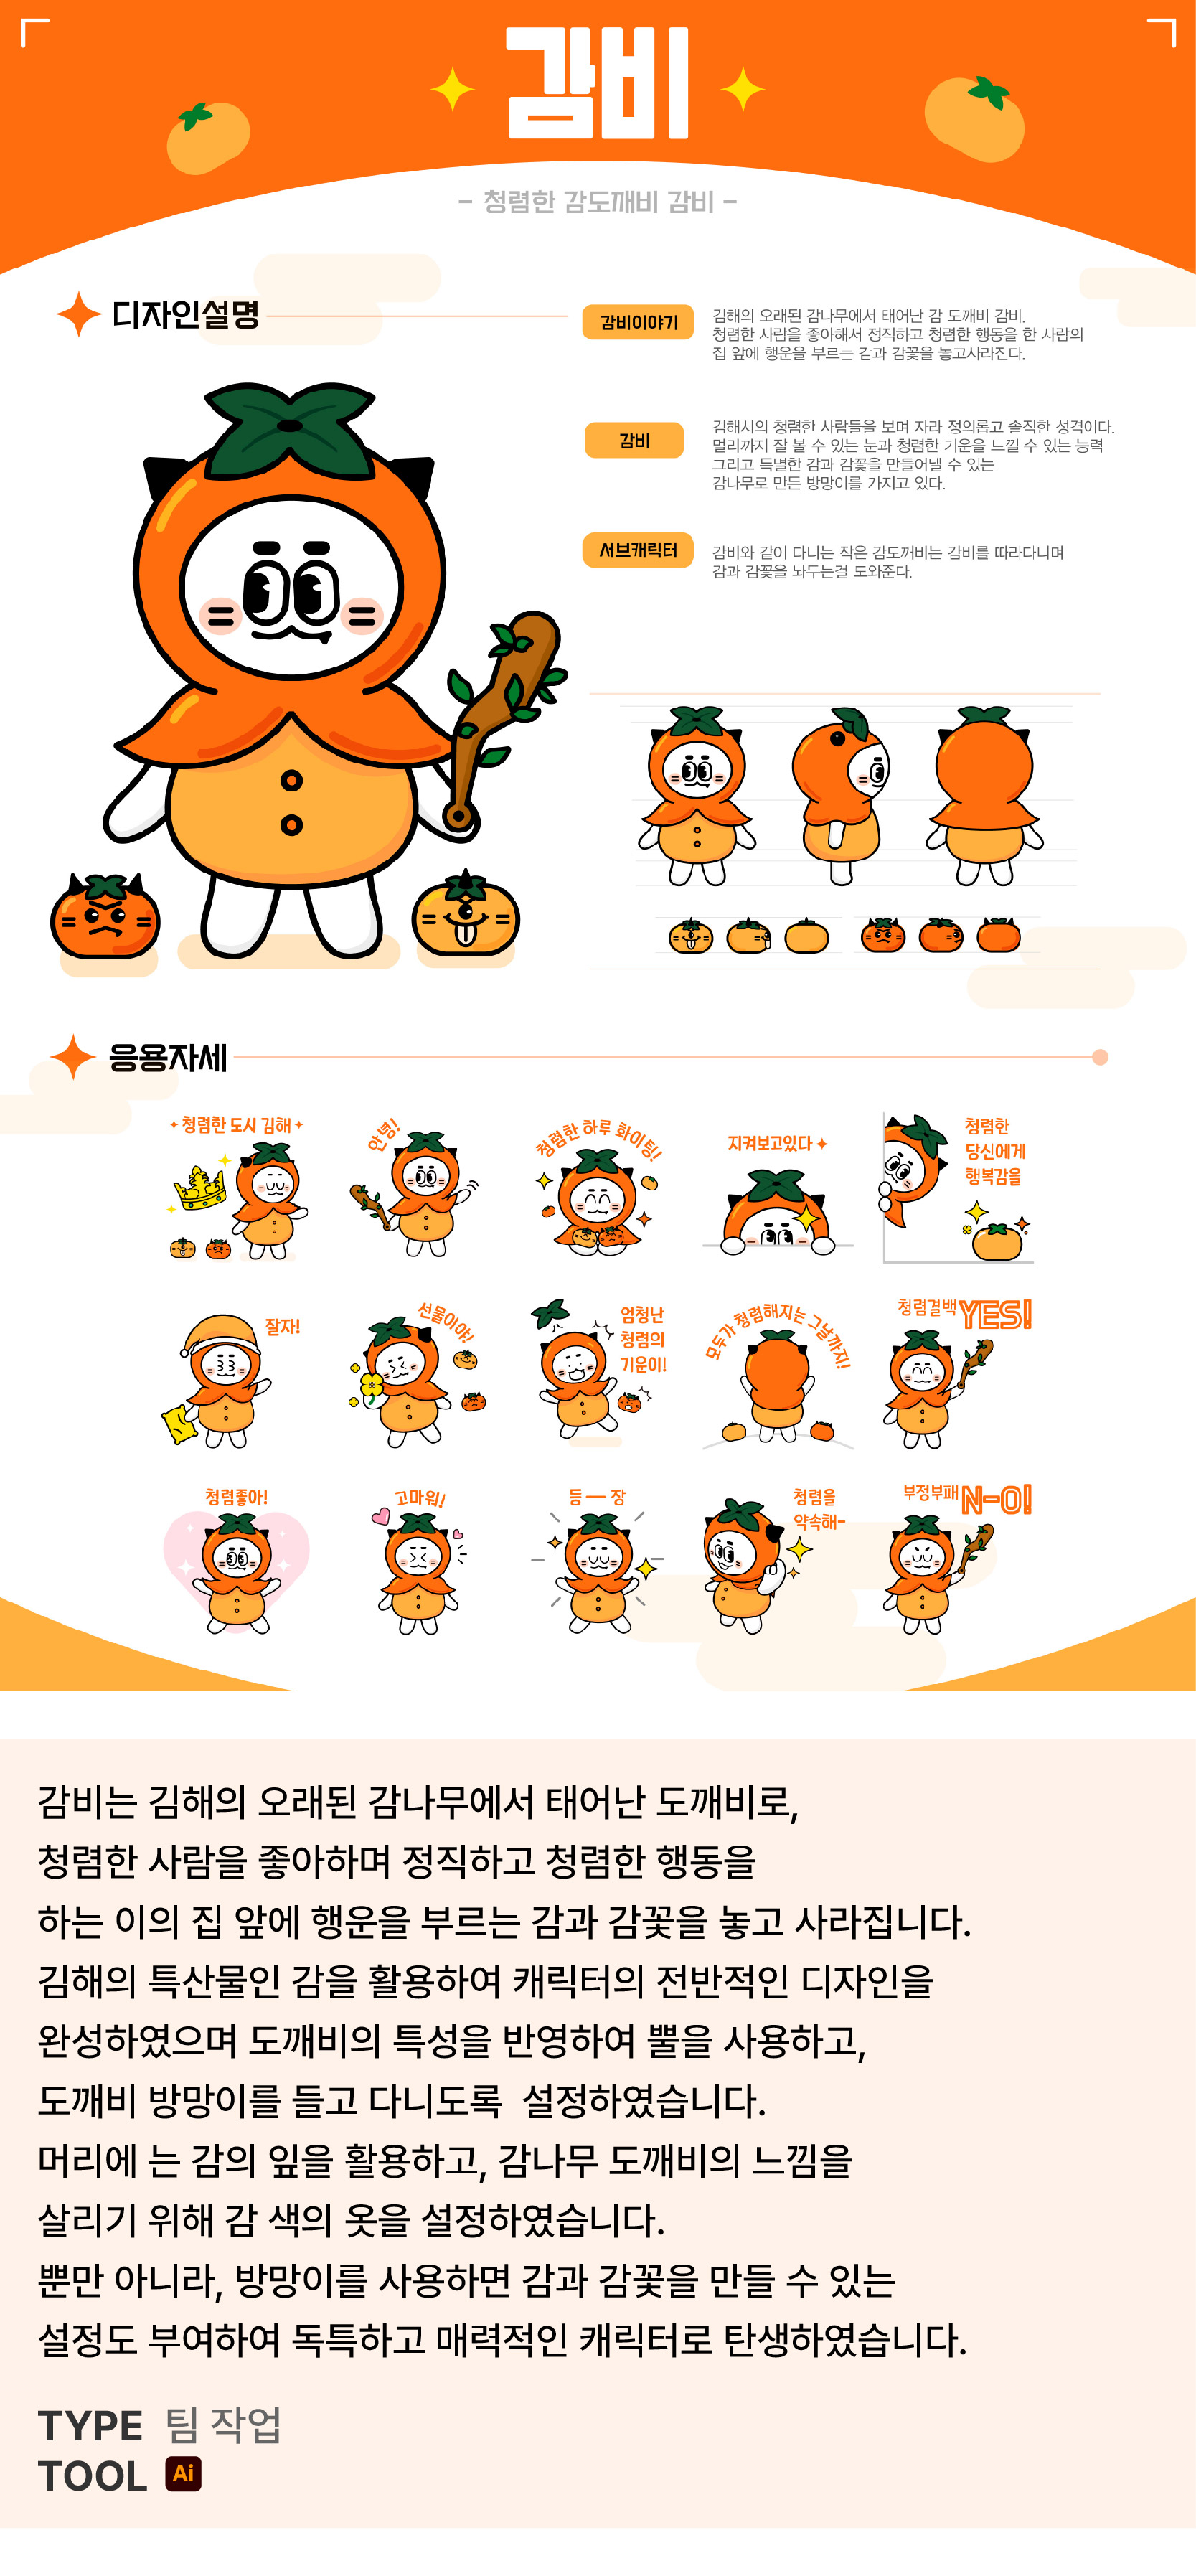 감비
- 청렴한 감도깨비 감비 -
디자인설명
감비이야기
김해의 오래된 감나무에서 태어난 감 도깨비 감비.
청렴한 사람을 좋아해서 정직하고 청렴한 행동을 한 사람의
집 앞에 행운을 부르는 감과 감꽃을 놓고사라진다.
감비
김해시의 청렴한 사람들을 보며 자라 정의롭고 솔직한 성격이다.
멀리까지 잘 볼 수 있는 눈과 청렴한 기운을 느낄 수 있는 능력
그리고 특별한 감과 감꽃을 만들어낼 수 있는
감나무로 만든 방망이를 가지고 있다.
서브캐릭터
감비와 같이 다니는 작은 감도깨비는 감비를 따라다니며
감과 감꽃을 놔두는걸 도와준다.
응용자세
청렴한 도시 김해
안녕!
청렴한 하루 화이팅!
지켜보고있다
청렴한
당신에게
행복감을
잘자!
선물이야!
엄청난
청렴의
기운이!
모두가 청렴해지는 그날까지!
청렴결백 YES!
청렴좋아!
고마워!
등 — 장
청렴을
약속해~
부정부패 N-O!
감비는 김해의 오래된 감나무에서 태어난 도깨비로,
청렴한 사람을 좋아하며 정직하고 청렴한 행동을
하는 이의 집 앞에 행운을 부르는 감과 감꽃을 놓고 사라집니다.
김해의 특산물인 감을 활용하여 캐릭터의 전반적인 디자인을
완성하였으며 도깨비의 특성을 반영하여 뿔을 사용하고,
도깨비 방망이를 들고 다니도록  설정하였습니다.
머리에 는 감의 잎을 활용하고, 감나무 도깨비의 느낌을
살리기 위해 감 색의 옷을 설정하였습니다.
뿐만 아니라, 방망이를 사용하면 감과 감꽃을 만들 수 있는
설정도 부여하여 독특하고 매력적인 캐릭터로 탄생하였습니다.
TYPE 팀 작업
TOOL Ai